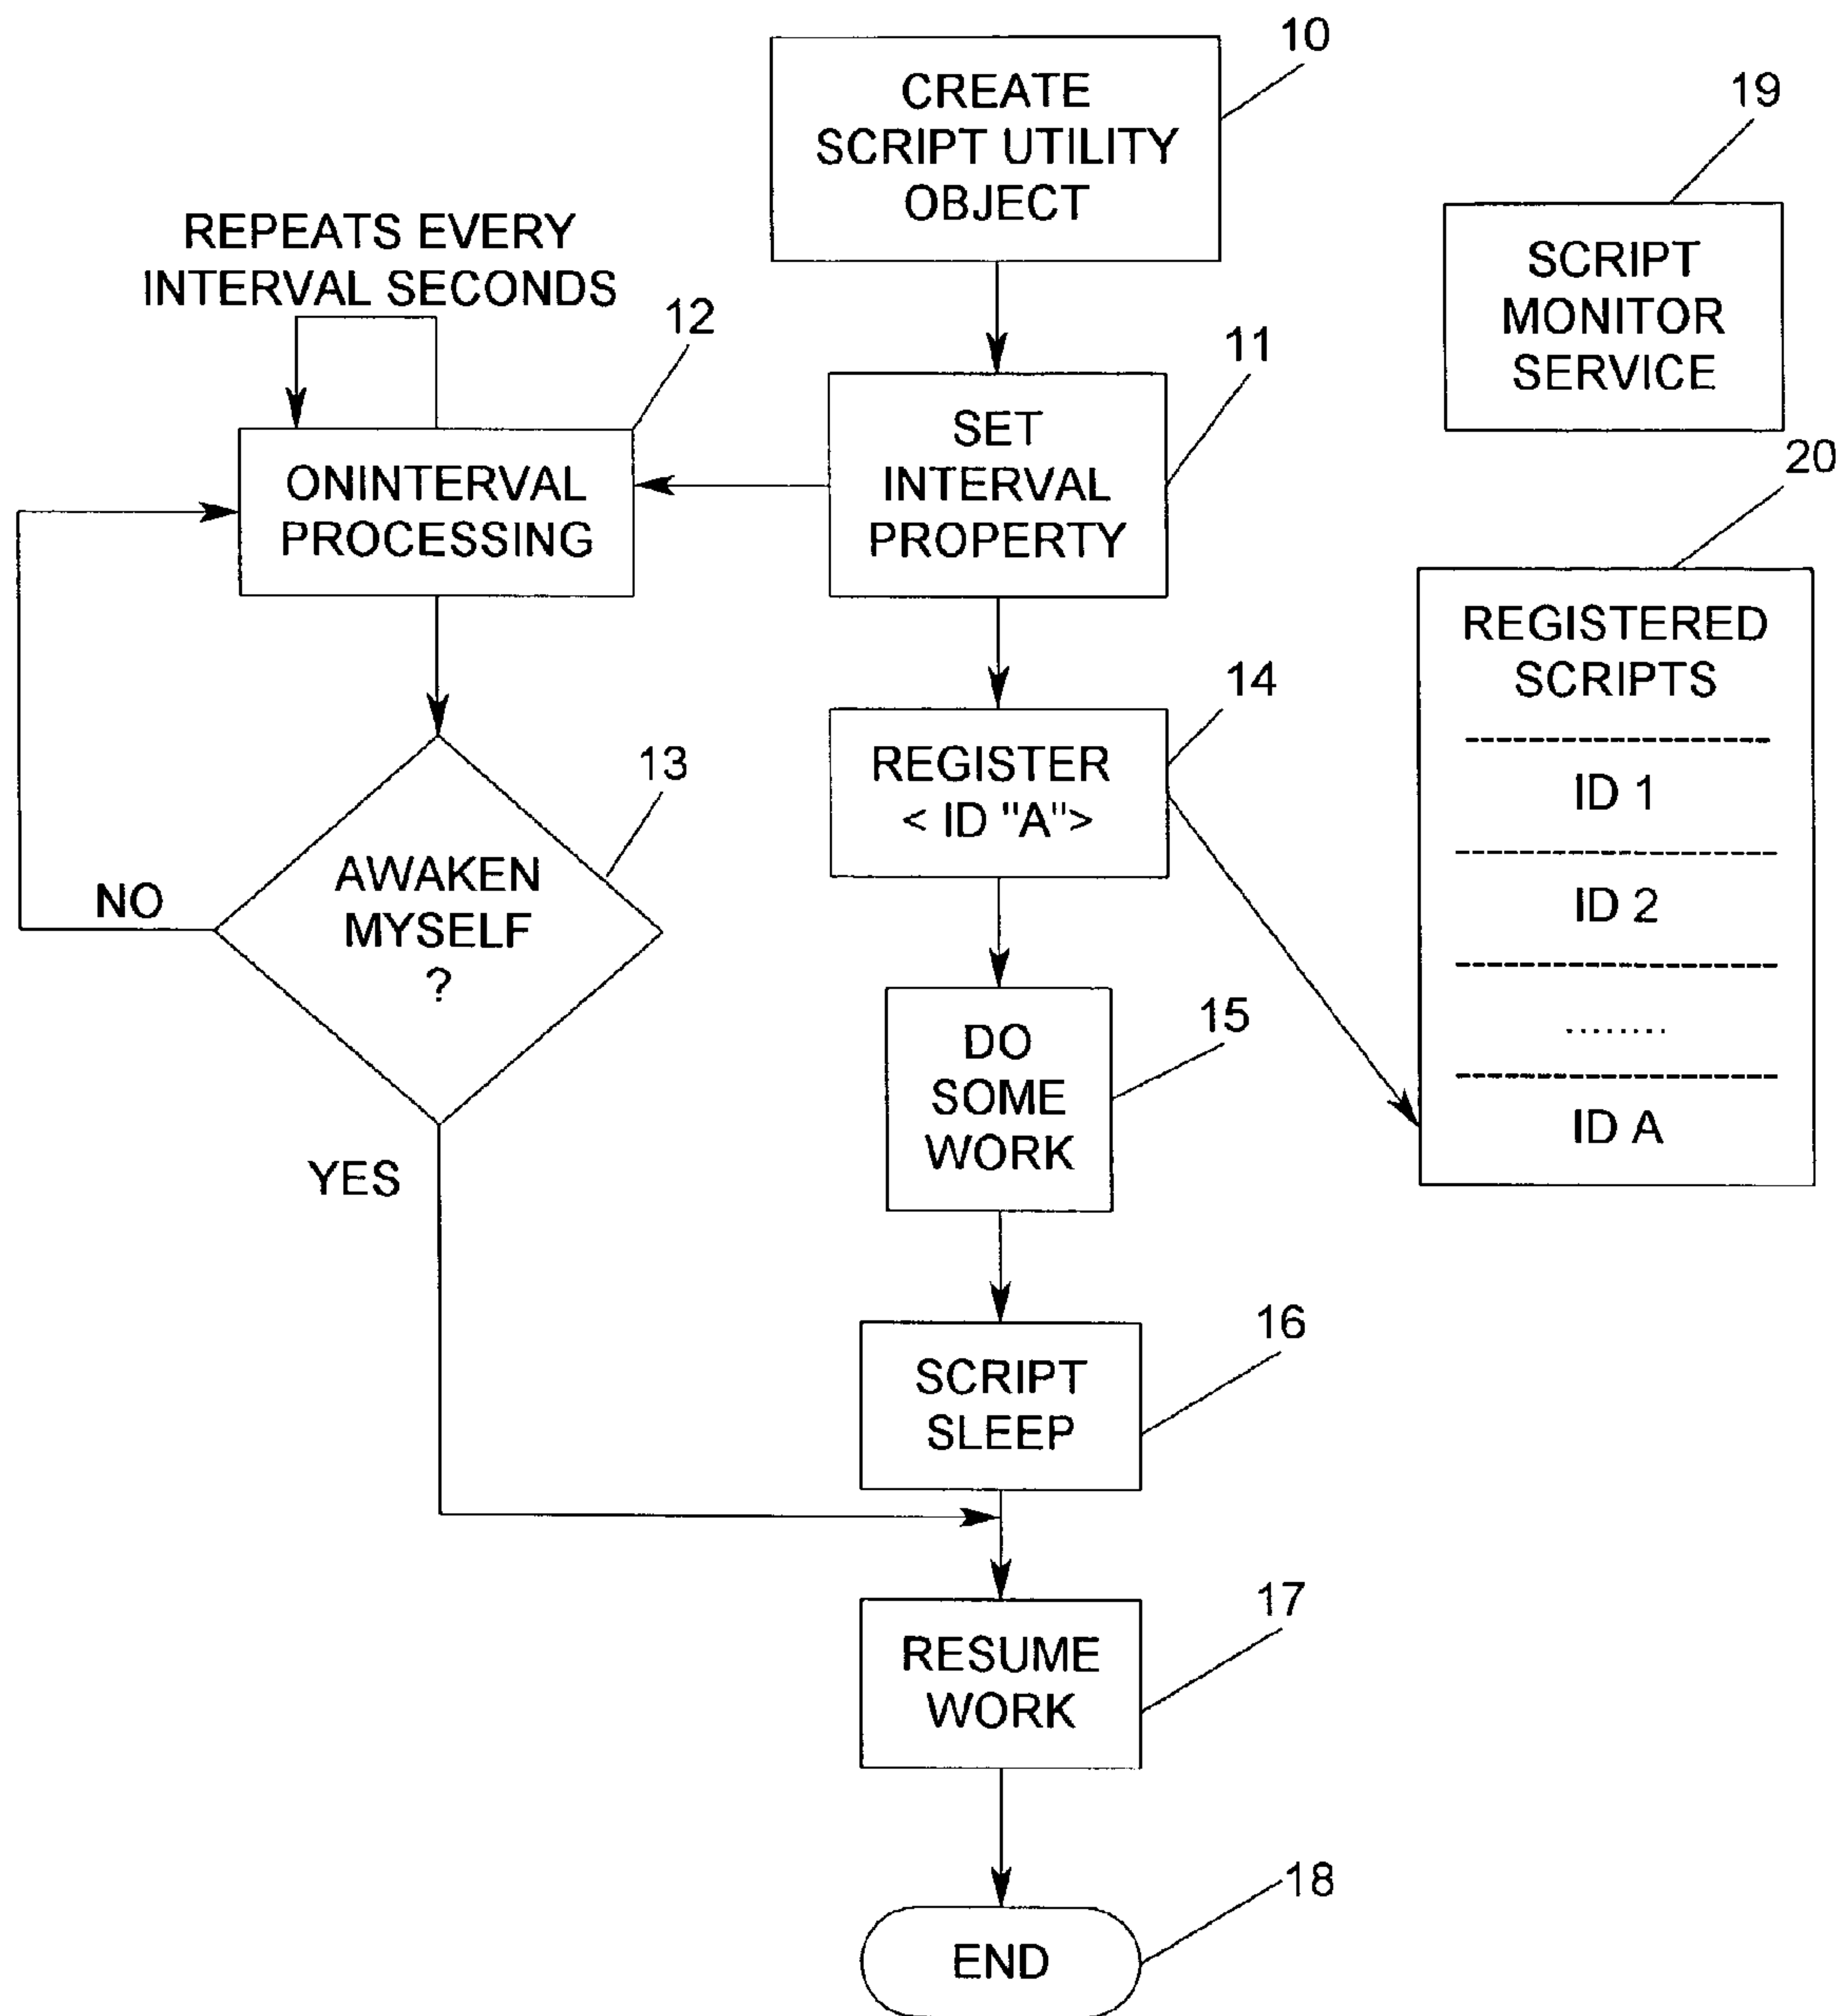 10
CREATE
SCRIPT UTILITY
OBJECT
19
SCRIPT
MONITOR
SERVICE
REPEATS EVERY
INTERVAL SECONDS
12
ONINTERVAL
PROCESSING
11
SET
INTERVAL
PROPERTY
20
REGISTERED
SCRIPTS
ID 1
ID 2
........
ID A
14
REGISTER
< ID "A">
13
AWAKEN
MYSELF
?
NO
YES
15
DO
SOME
WORK
16
SCRIPT
SLEEP
17
RESUME
WORK
18
END